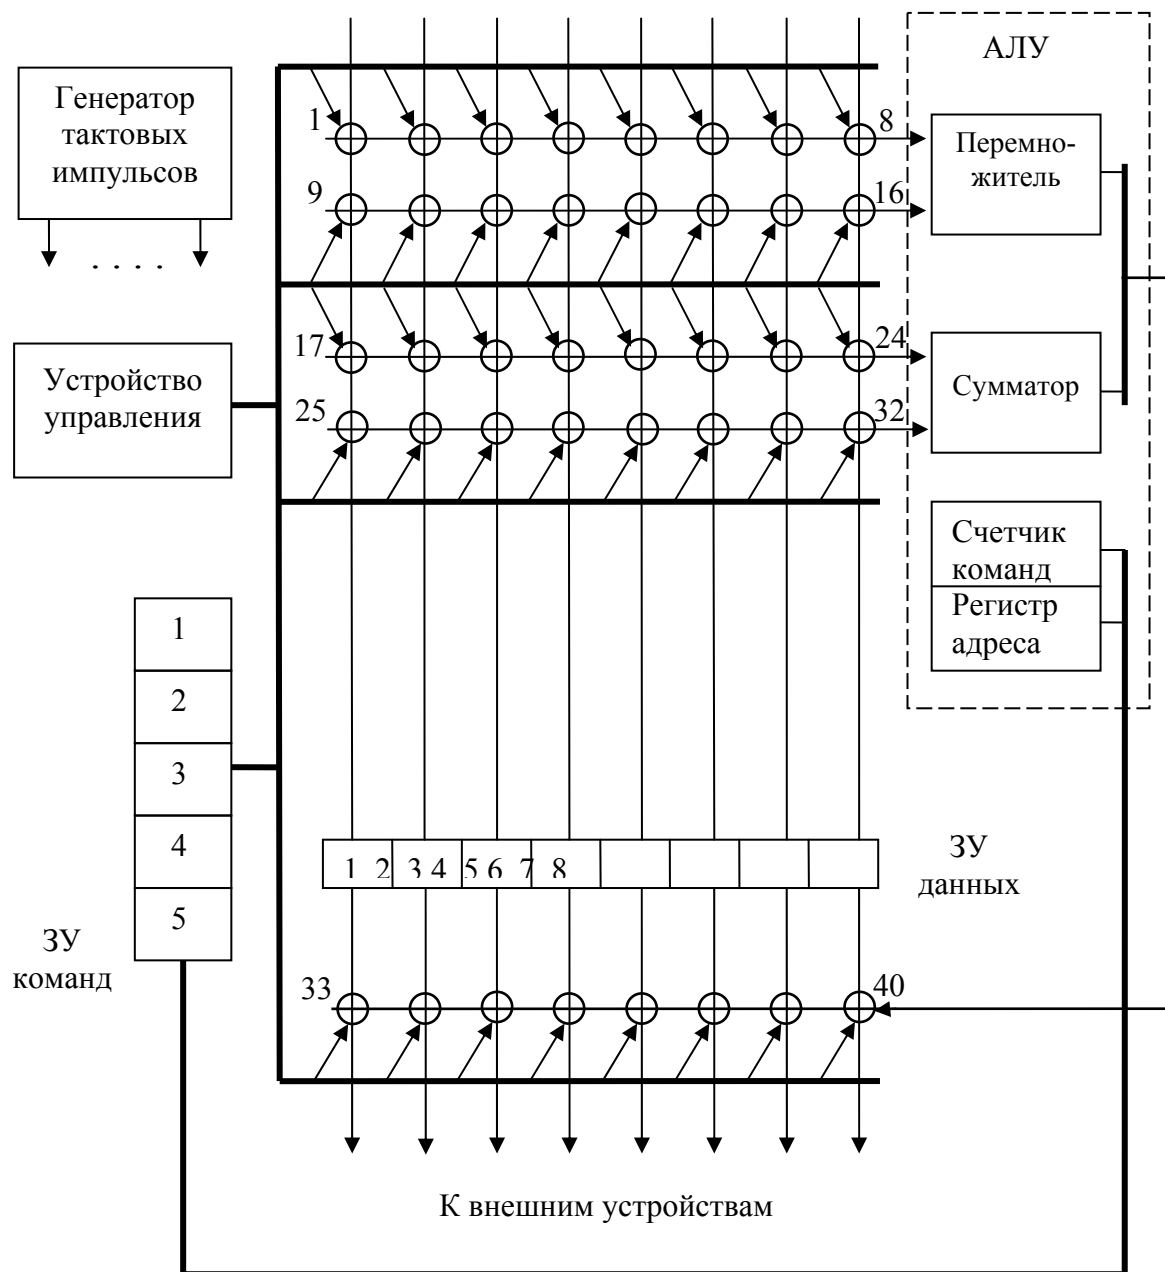 АЛУ
Генератор
тактовых
импульсов
. . . .
1
8
Перемно-
житель
9
16
17
24
Устройство
управления
Сумматор
25
32
Счетчик
команд
Регистр
адреса
1
2
3
4
5
ЗУ
команд
1 2 3 4 5 6 7 8
ЗУ
данных
33
40
К внешним устройствам